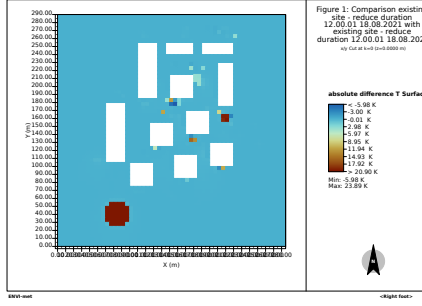 Figure 1: Comparison existin
site - reduce duration
12.00.01 18.08.2021 with
existing site - reduce
duration 12.00.01 18.08.202
x/y Cut at k=0 (z=0.0000 m)
290.00
280.00
270.00
260.00
250.00
240.00
230.00
220.00
210.00
200.00
190.00
180.00
170.00
160.00
150.00
140.00
130.00
120.00
110.00
100.00
90.00
80.00
70.00
60.00
50.00
40.00
30.00
20.00
10.00
0.00
Y (m)
X (m)
absolute difference T Surfac
< -5.98 K
-3.00 K
-0.01 K
2.98 K
5.97 K
8.95 K
11.94 K
14.93 K
17.92 K
> 20.90 K
Min: -5.98 K
Max: 23.89 K
N
ENVI-met
<Right foot>